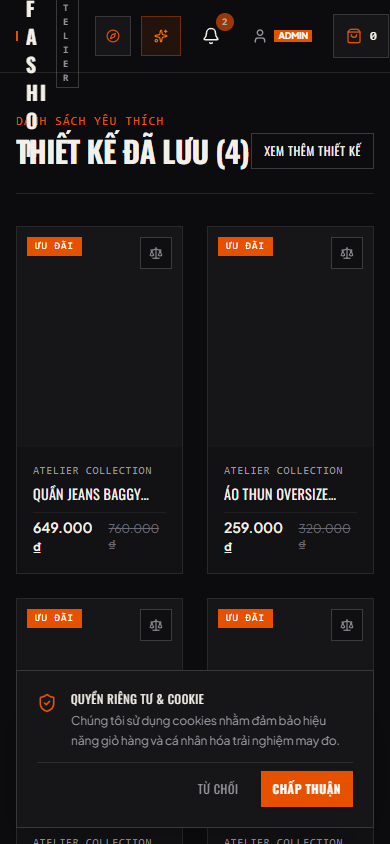 FASHIO
TELIER
2
ADMIN
0
DANH SÁCH YÊU THÍCH
THIẾT KẾ ĐÃ LƯU (4)
XEM THÊM THIẾT KẾ
ƯU ĐÃI
ƯU ĐÃI
ATELIER COLLECTION
ATELIER COLLECTION
QUẦN JEANS BAGGY...
ÁO THUN OVERSIZE...
649.000 ₫
760.000 ₫
259.000 ₫
320.000 ₫
ƯU ĐÃI
ƯU ĐÃI
QUYỀN RIÊNG TƯ & COOKIE
Chúng tôi sử dụng cookies nhằm đảm bảo hiệu
năng giỏ hàng và cá nhân hóa trải nghiệm may đo.
TỪ CHỐI
CHẤP THUẬN
ATELIER COLLECTION
ATELIER COLLECTION